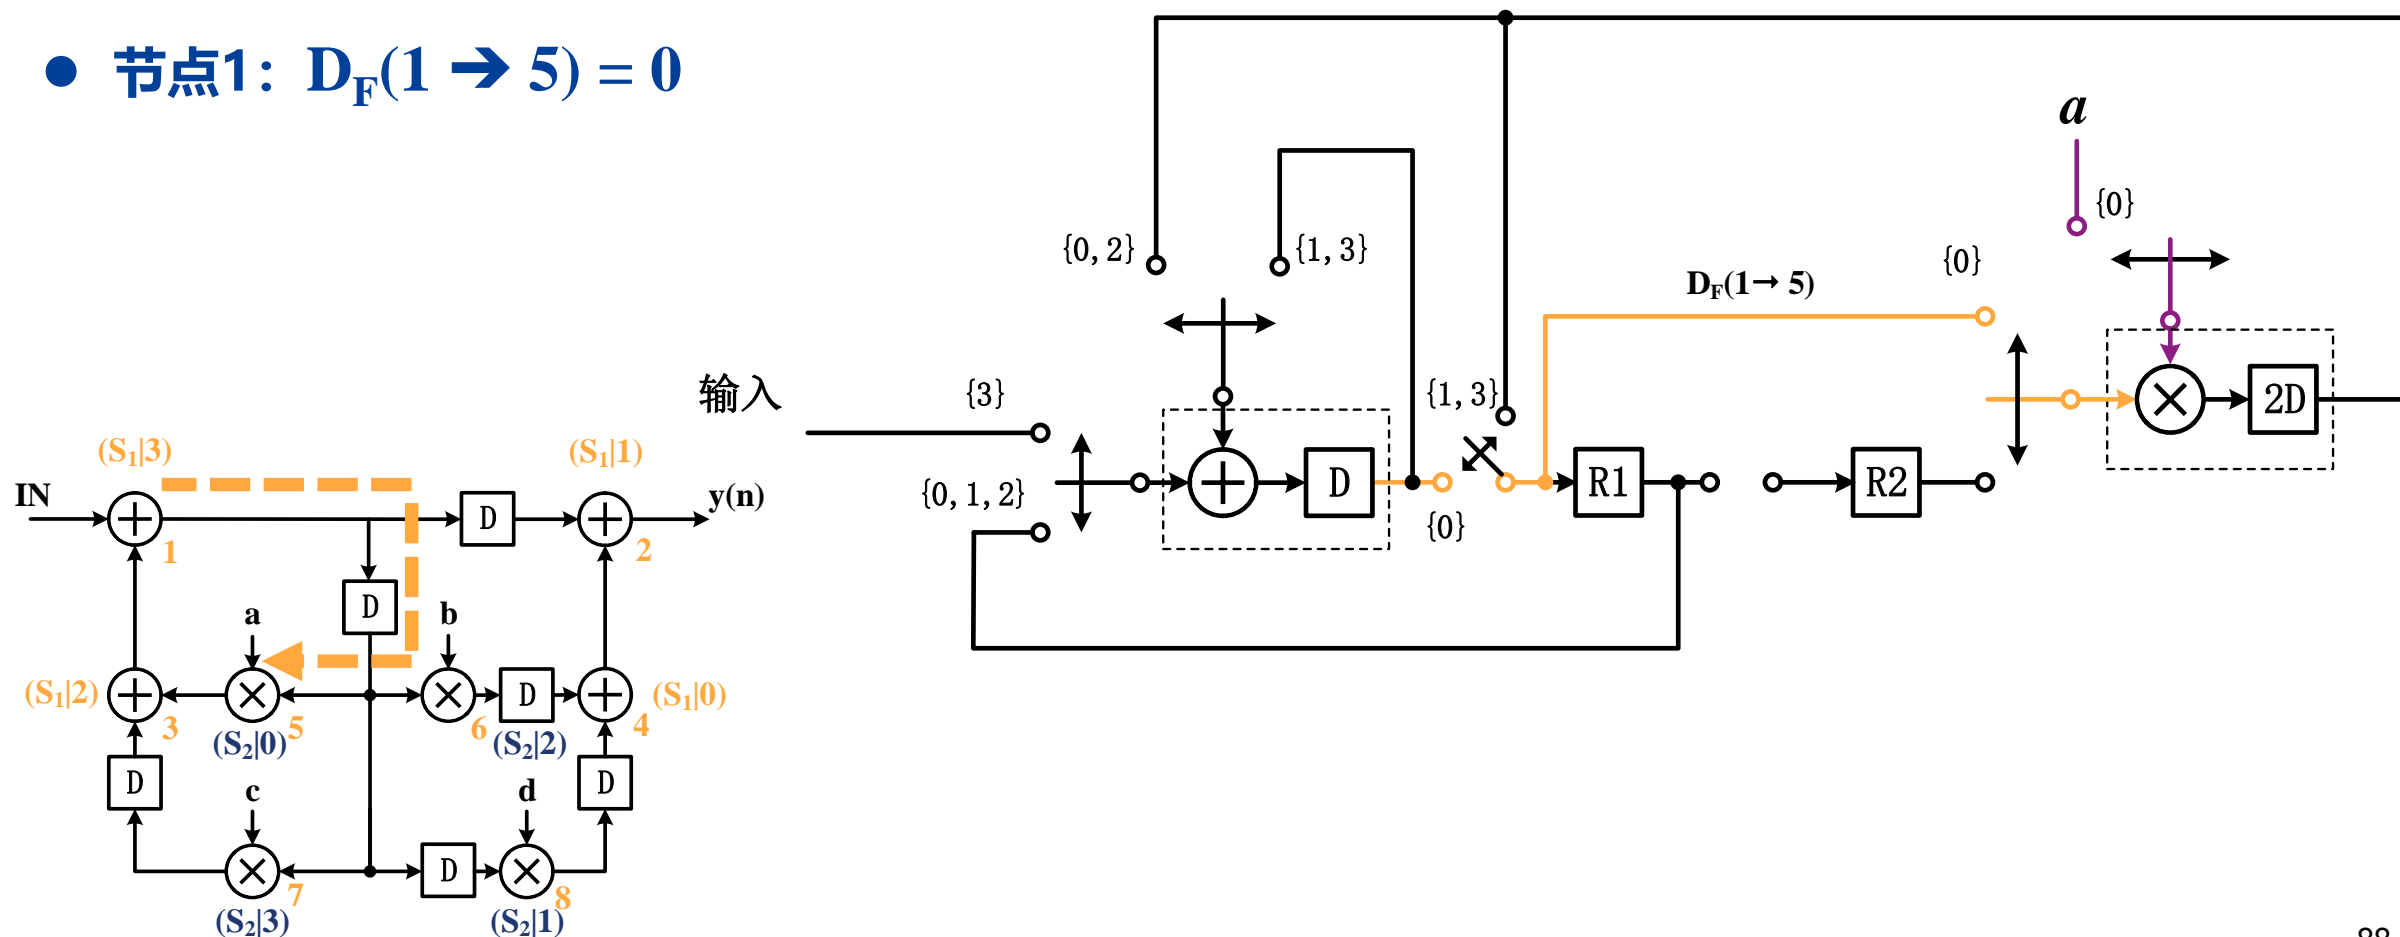 ● 节点1：D_F(1 ➔ 5) = 0
a
{0}
{0, 2}
{1, 3}
{0}
D_F(1→ 5)
输入
{3}
{1, 3}
2D
{0, 1, 2}
D
R1
R2
{0}
(S₁|3)
(S₁|1)
IN
D
y(n)
1
2
D
a
b
(S₁|2)
D
(S₁|0)
3
5
6
4
(S₂|0)
(S₂|2)
D
D
c
d
D
7
8
(S₂|3)
(S₂|1)